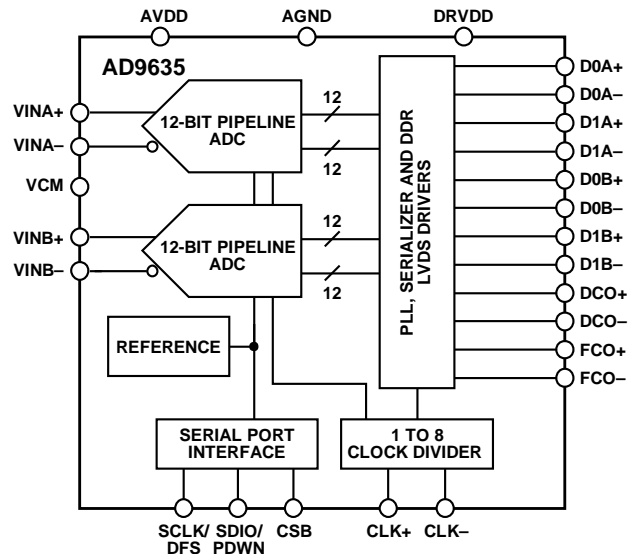 AVDD
AGND
DRVDD
AD9635
VINA+
VINA–
VCM
VINB+
VINB–
12-BIT PIPELINE
ADC
12
12
12-BIT PIPELINE
ADC
12
12
REFERENCE
PLL, SERIALIZER AND DDR
LVDS DRIVERS
D0A+
D0A–
D1A+
D1A–
D0B+
D0B–
D1B+
D1B–
DCO+
DCO–
FCO+
FCO–
SERIAL PORT
INTERFACE
1 TO 8
CLOCK DIVIDER
SCLK/
DFS
SDIO/
PDWN
CSB
CLK+
CLK–